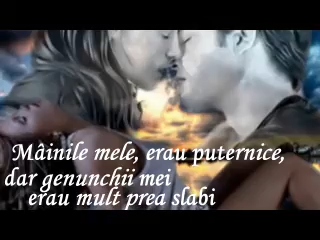 Mâinile mele, erau puternice,
dar genunchii mei
erau mult prea slabi